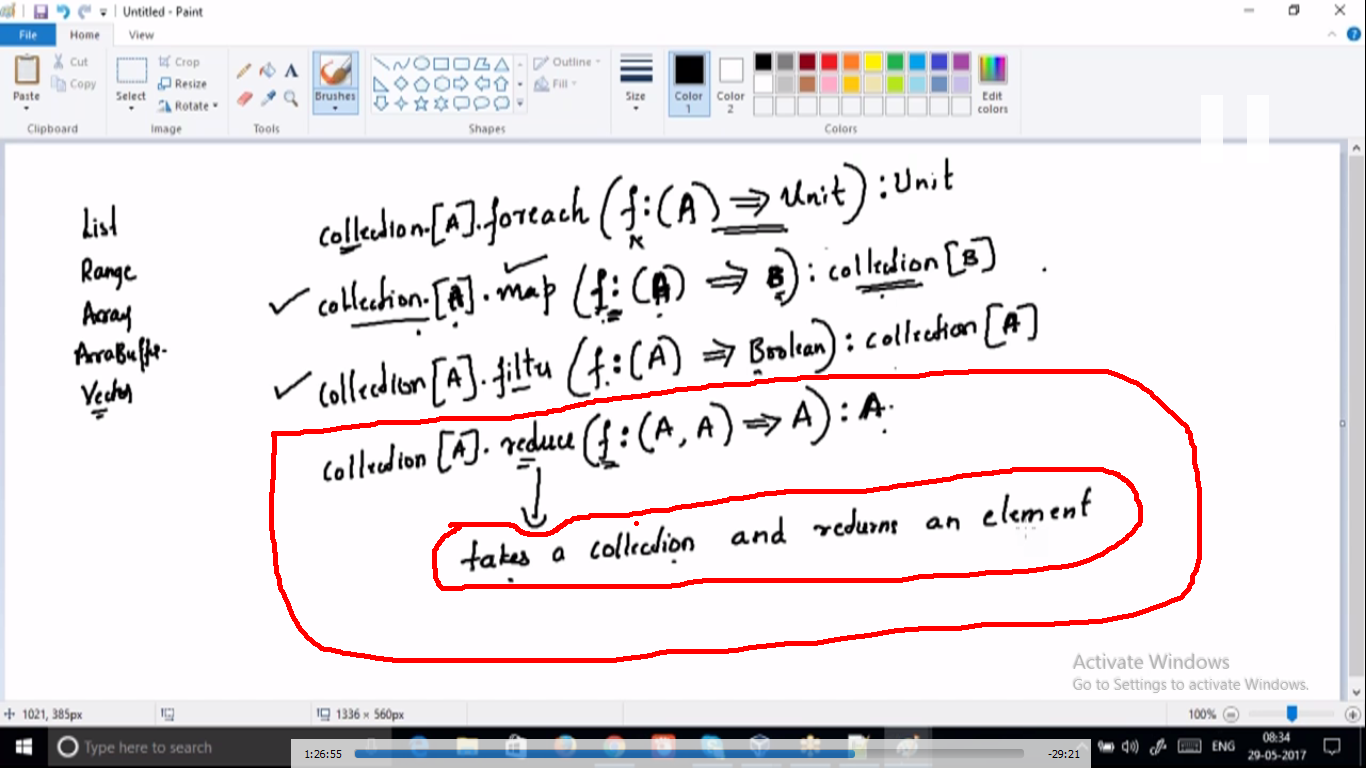 Untitled - Paint
File Home View
Paste Cut Copy Select Crop Resize Rotate Brushes Outline Fill Size Color 1 Color 2 Edit colors
Clipboard Image Tools Shapes Colors
List
Range
Array
ArraBuffe.
Vector
collection.[A].foreach (f:(A) => Unit) : Unit
collection.[A].map (f:(A) => B) : collection [B]
collection [A].filter (f:(A) => Boolean) : collection [A]
collection [A].reduce (f:(A, A) => A) : A.
takes a collection and returns an element
Activate Windows
Go to Settings to activate Windows.
1021, 385px 1336 × 560px 100%
Type here to search
1:26:55 -29:21
ENG 08:34
29-05-2017